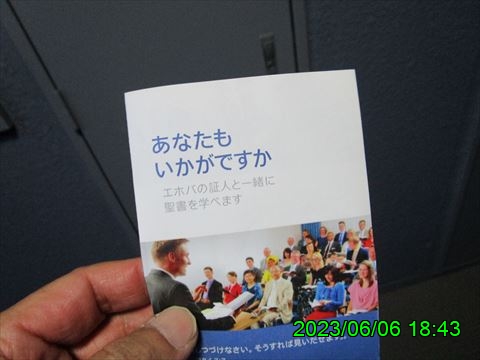 あなたも
いかがですか
エホバの証人と一緒に
聖書を学べます
つづけなさい。そうすれば見いだせます。
2023/06/06 18:43